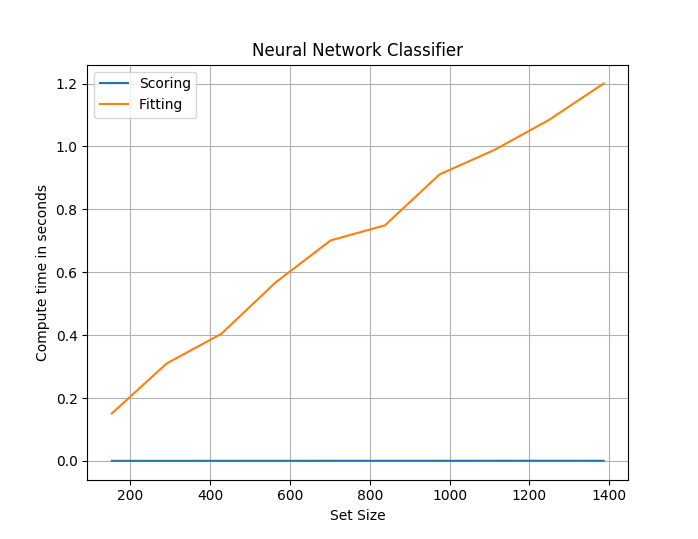 Neural Network Classifier
Scoring
Fitting
1.2
1.0
0.8
0.6
0.4
0.2
0.0
Compute time in seconds
200 400 600 800 1000 1200 1400
Set Size